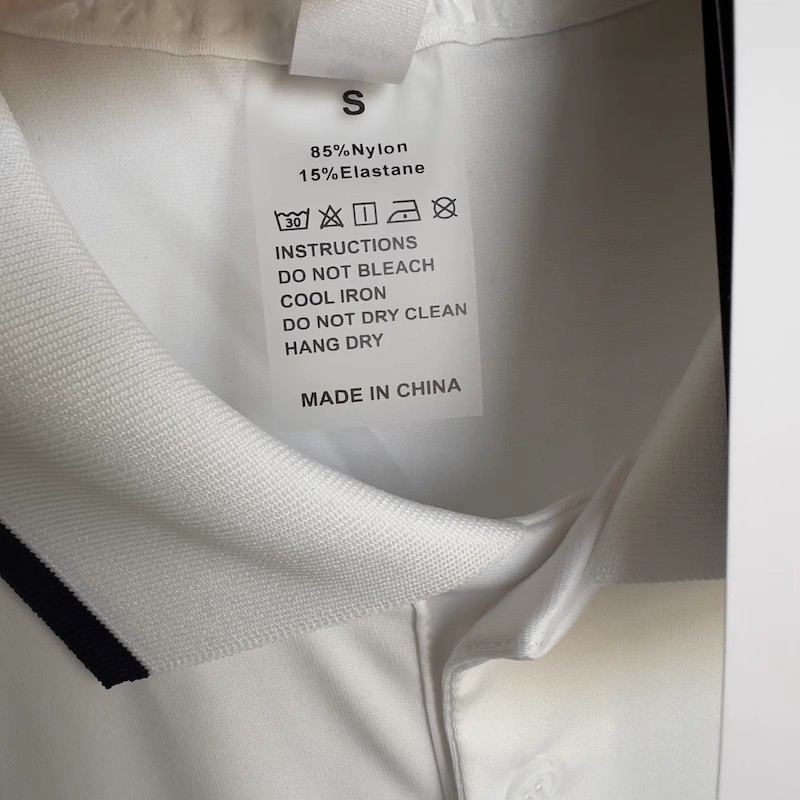 S
85%Nylon
15%Elastane
30
INSTRUCTIONS
DO NOT BLEACH
COOL IRON
DO NOT DRY CLEAN
HANG DRY
MADE IN CHINA